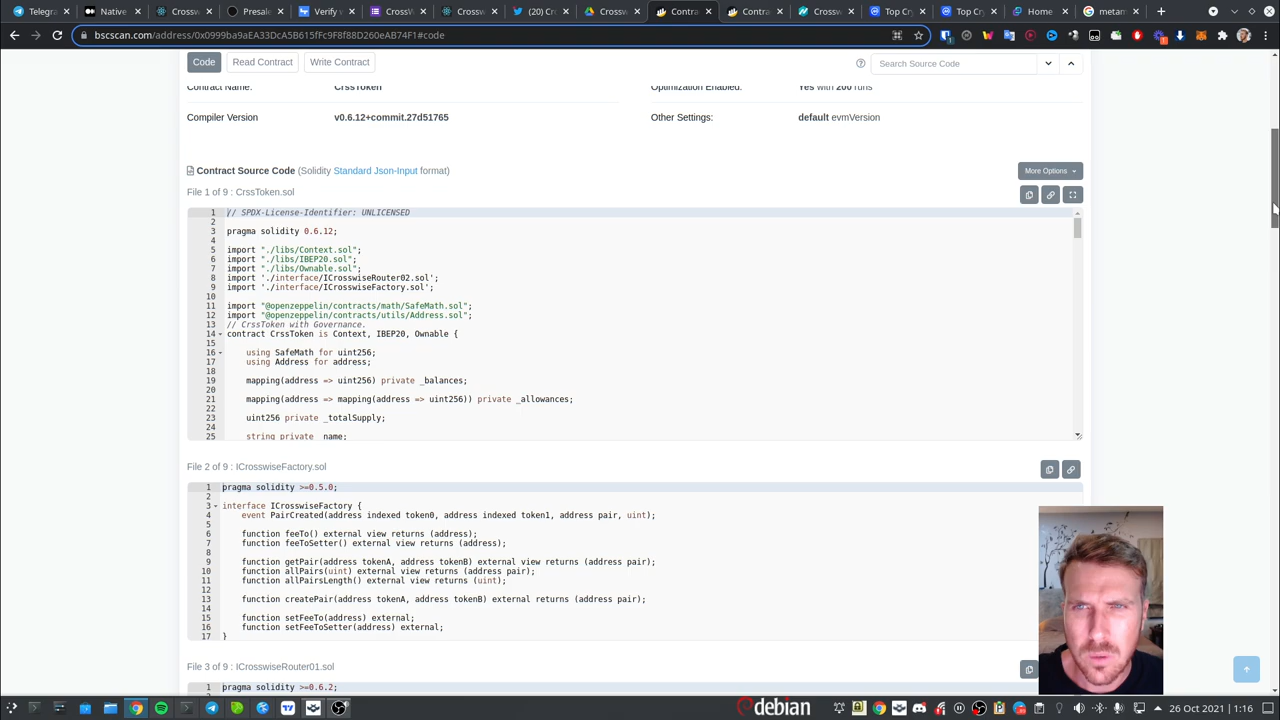 Telegra
(20) Cr
bscscan.com/address/0x0999ba9aEA33DCA5B615fFc9F8f88D260eAB74F1#code
Code
Read Contract
Write Contract
Search Source Code
Contract Name:
CrssToken
Optimization Enabled:
Yes with 200 runs
Compiler Version
v0.6.12+commit.27d51765
Other Settings:
default evmVersion
Contract Source Code (Solidity Standard Json-Input format)
More Options
File 1 of 9 : CrssToken.sol
1 // SPDX-License-Identifier: UNLICENSED
2
3 pragma solidity 0.6.12;
4
5 import "./libs/Context.sol";
6 import "./libs/IBEP20.sol";
7 import "./libs/Ownable.sol";
8 import './interface/ICrosswiseRouter02.sol';
9 import './interface/ICrosswiseFactory.sol';
10
11 import "@openzeppelin/contracts/math/SafeMath.sol";
12 import "@openzeppelin/contracts/utils/Address.sol";
13 // CrssToken with Governance.
14 contract CrssToken is Context, IBEP20, Ownable {
15
16 using SafeMath for uint256;
17 using Address for address;
18
19 mapping(address => uint256) private _balances;
20
21 mapping(address => mapping(address => uint256)) private _allowances;
22
23 uint256 private _totalSupply;
24
25 string private _name;
File 2 of 9 : ICrosswiseFactory.sol
1 pragma solidity >=0.5.0;
2
3 interface ICrosswiseFactory {
4 event PairCreated(address indexed token0, address indexed token1, address pair, uint);
5
6 function feeTo() external view returns (address);
7 function feeToSetter() external view returns (address);
8
9 function getPair(address tokenA, address tokenB) external view returns (address pair);
10 function allPairs(uint) external view returns (address pair);
11 function allPairsLength() external view returns (uint);
12
13 function createPair(address tokenA, address tokenB) external returns (address pair);
14
15 function setFeeTo(address) external;
16 function setFeeToSetter(address) external;
17 }
File 3 of 9 : ICrosswiseRouter01.sol
1 pragma solidity >=0.6.2;
debian
26 Oct 2021, 11:56:16